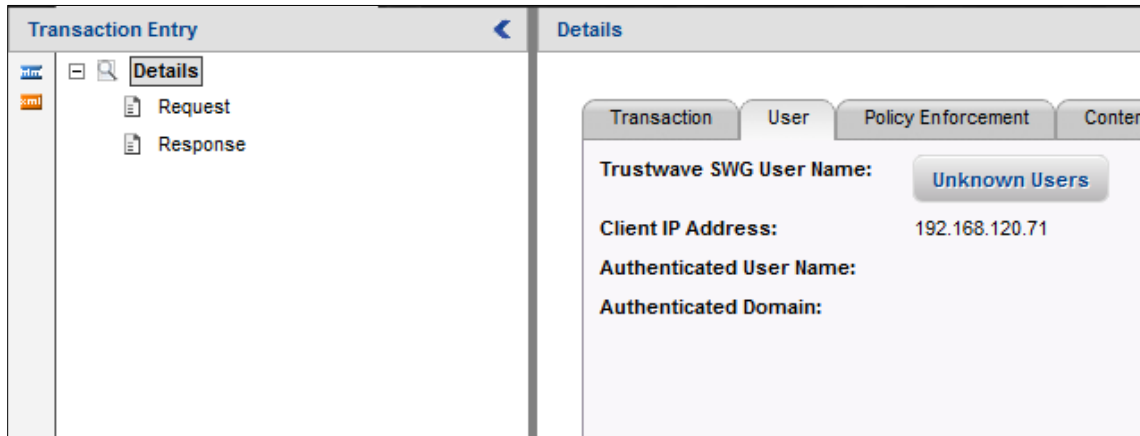 Transaction Entry
Details
Request
Response
xml
Details
Transaction User Policy Enforcement Conter
Trustwave SWG User Name: Unknown Users
Client IP Address: 192.168.120.71
Authenticated User Name:
Authenticated Domain: